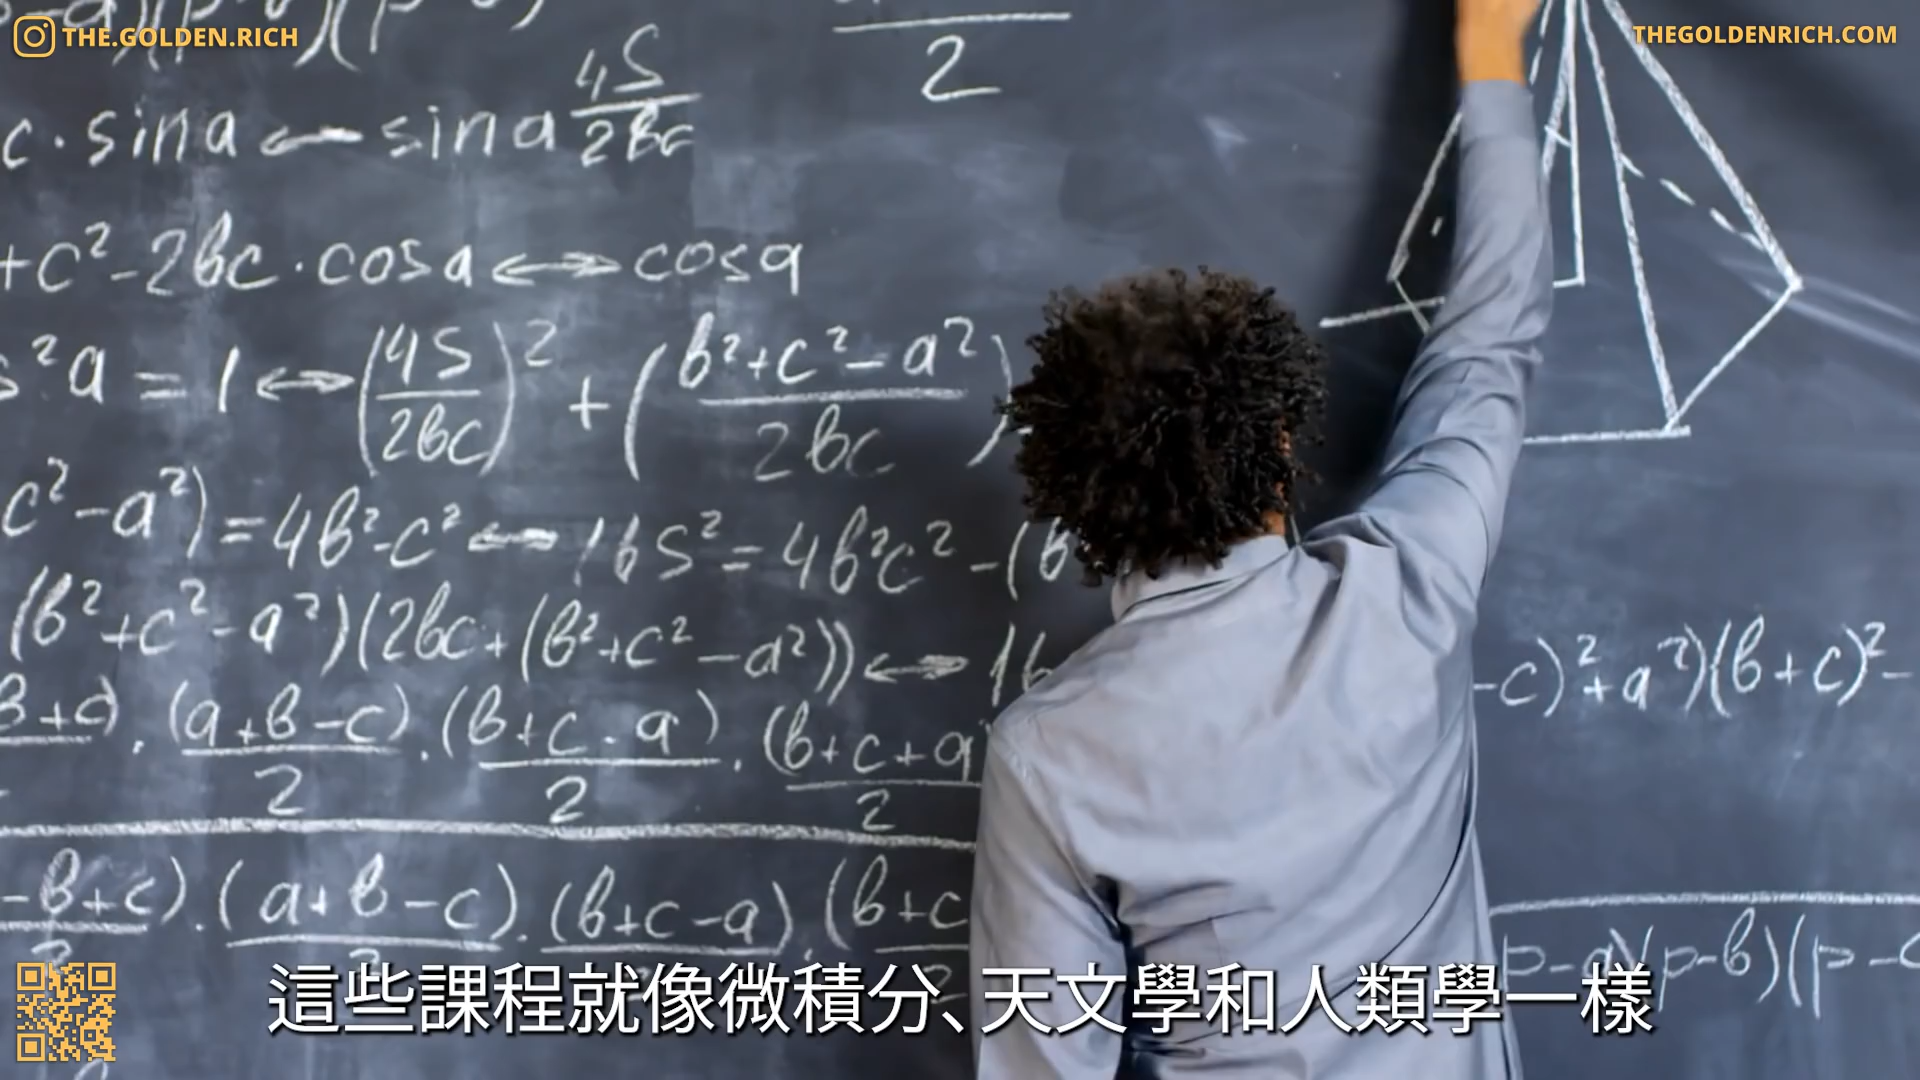 THE.GOLDEN.RICH
THEGOLDENRICH.COM
2
4S
c·sina ← sina
2bc
+c²-2bc·cosa ↔ cosa
s²a = 1 ↔ (4S/2bc)² + (b²+c²-a²/2bc)
c²-a²) = 4b²-c² ↔ 16S² = 4b²c² -(b
(b²+c²-a²)(2bc+(b²+c²-a²)) ↔ 16
-c)²+a²)(b+c)²-
b+c) · (a+b-c)/2 · (b+c-a)/2 · (b+c+a/2
-b+c) · (a+b-c) · (b+c-a) · (b+c
p-a)(p-b)(p-c
這些課程就像微積分、天文學和人類學一樣